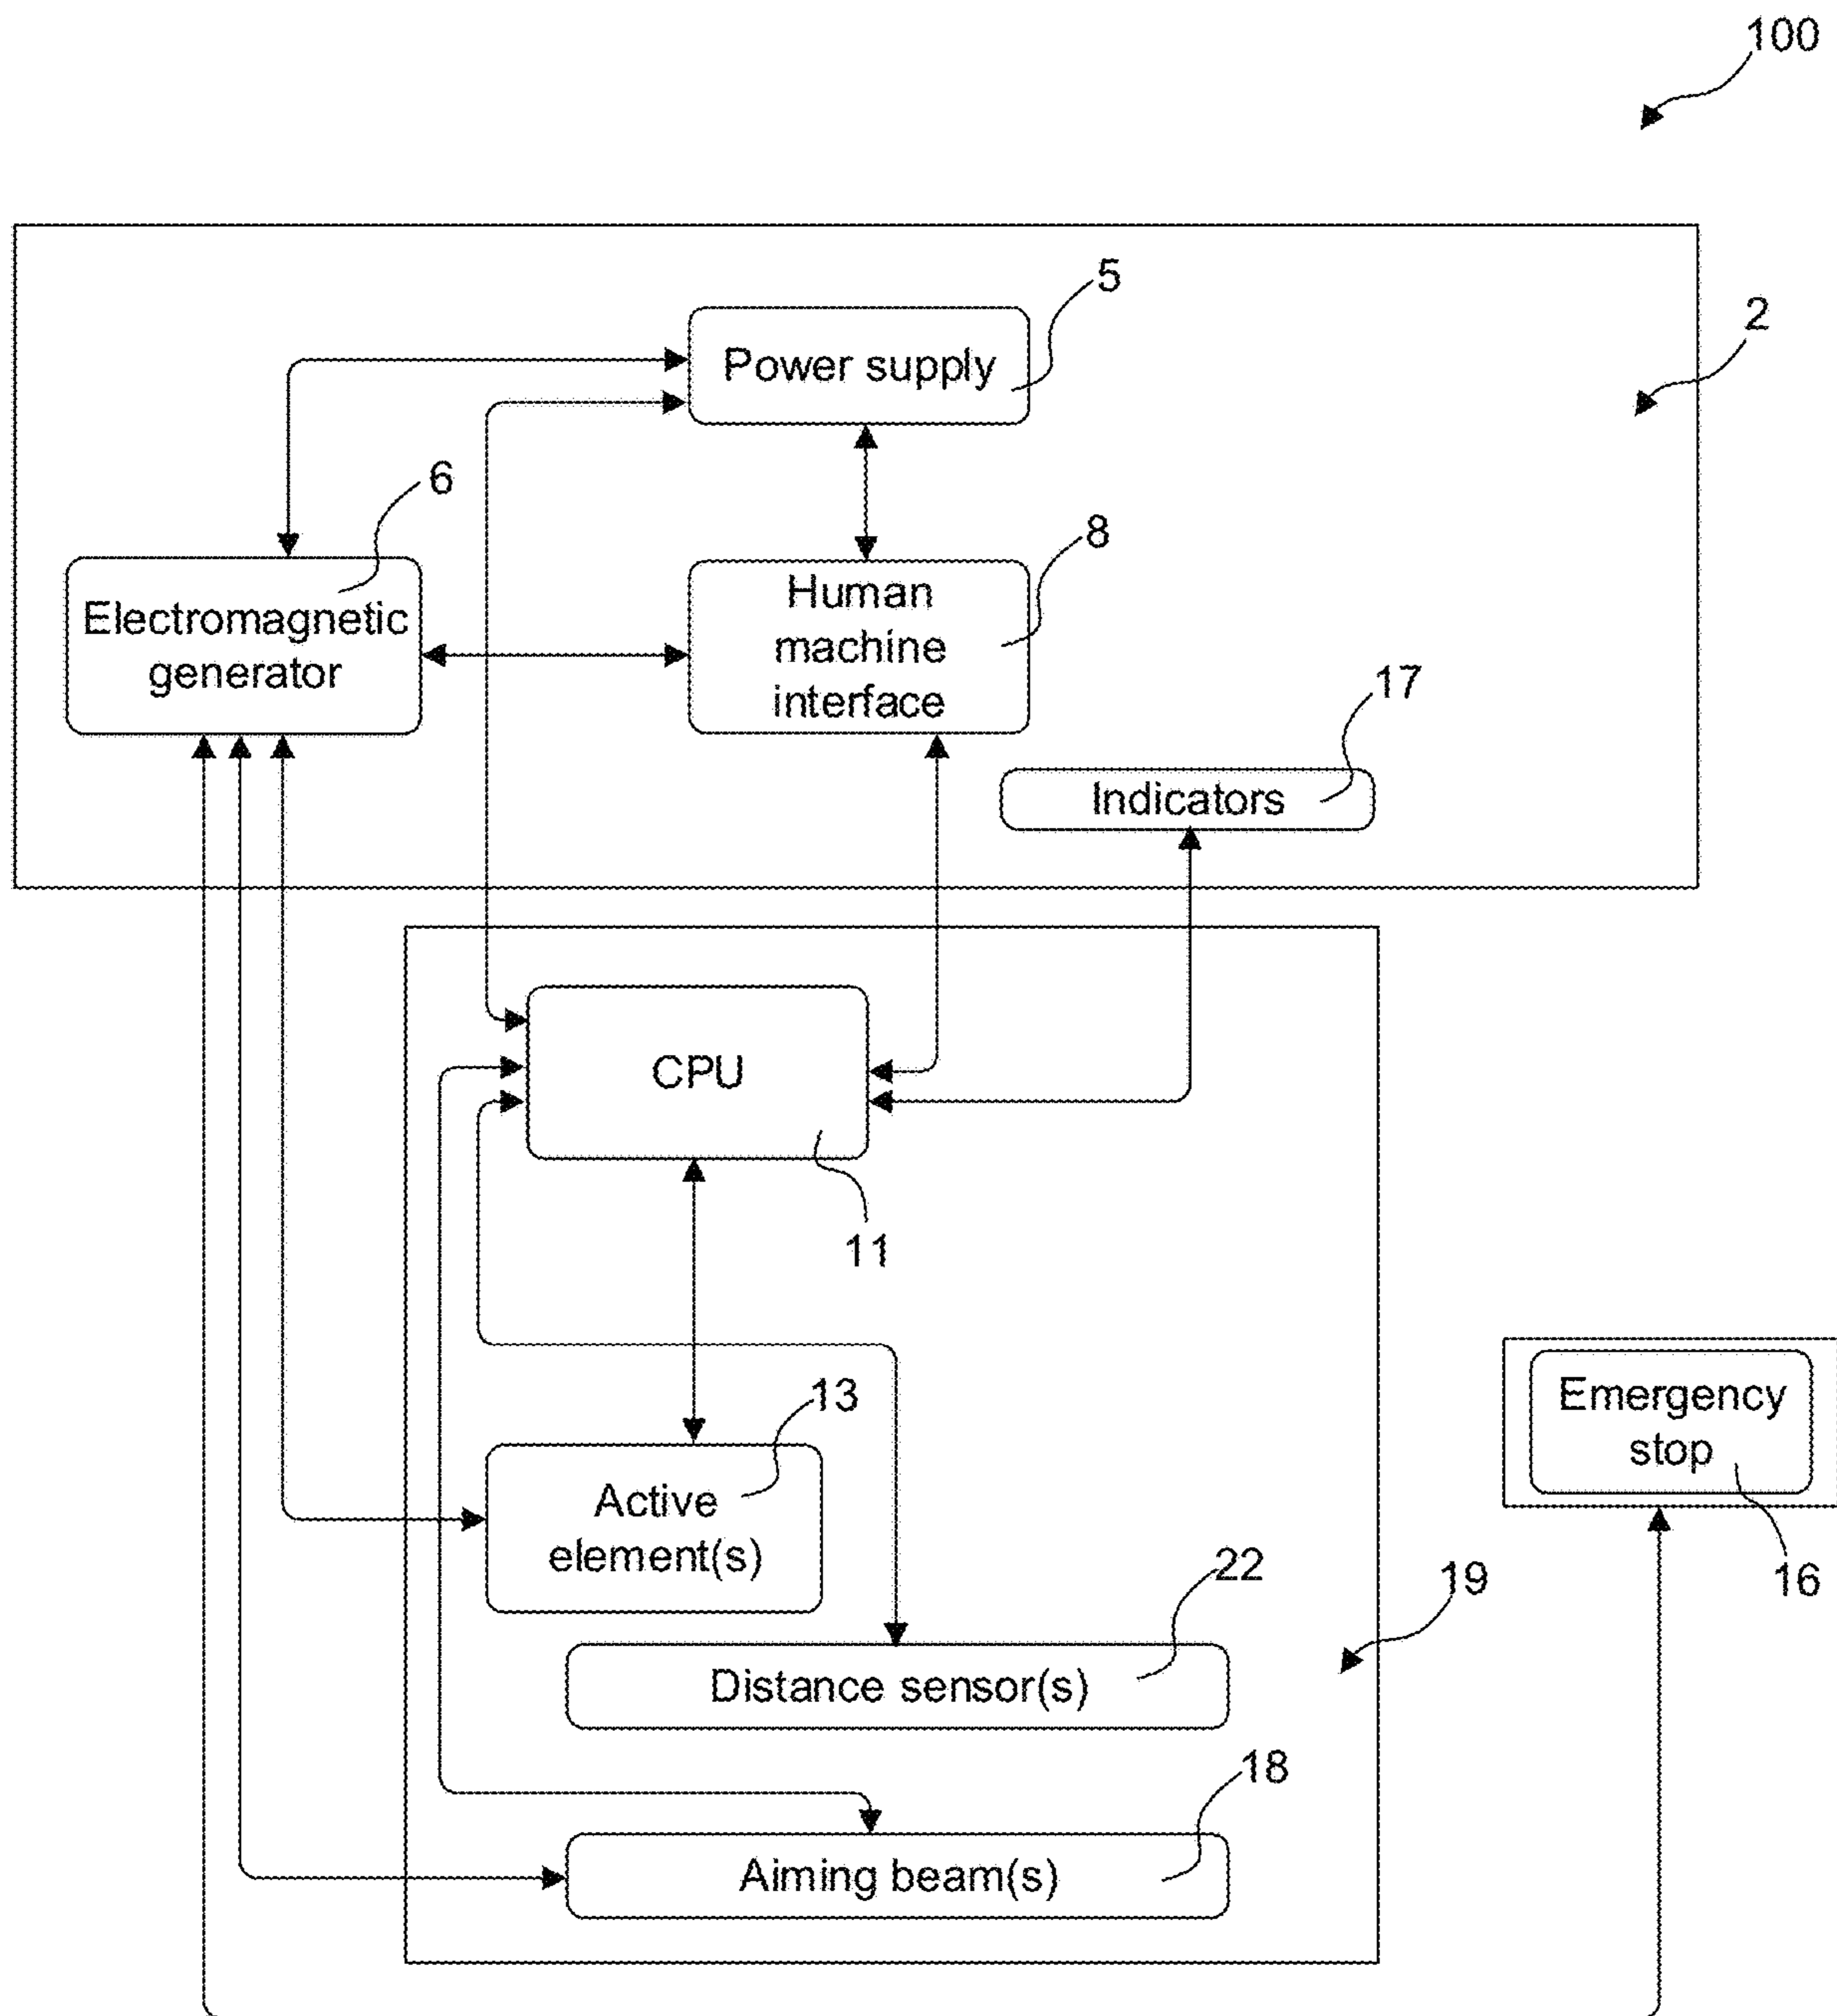 100
5
Power supply
2
6
8
Electromagnetic
generator
Human
machine
interface
17
Indicators
CPU
11
13
Active
element(s)
Emergency
stop
16
22
19
Distance sensor(s)
18
Aiming beam(s)